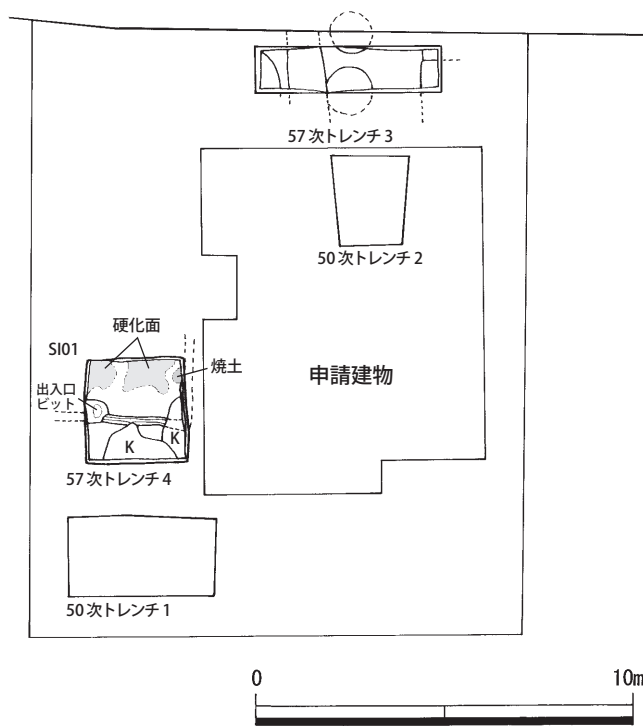 57次トレンチ3
50次トレンチ2
硬化面
SI01
焼土
申請建物
出入口
ピット
K
K
57次トレンチ4
50次トレンチ1
0
10m